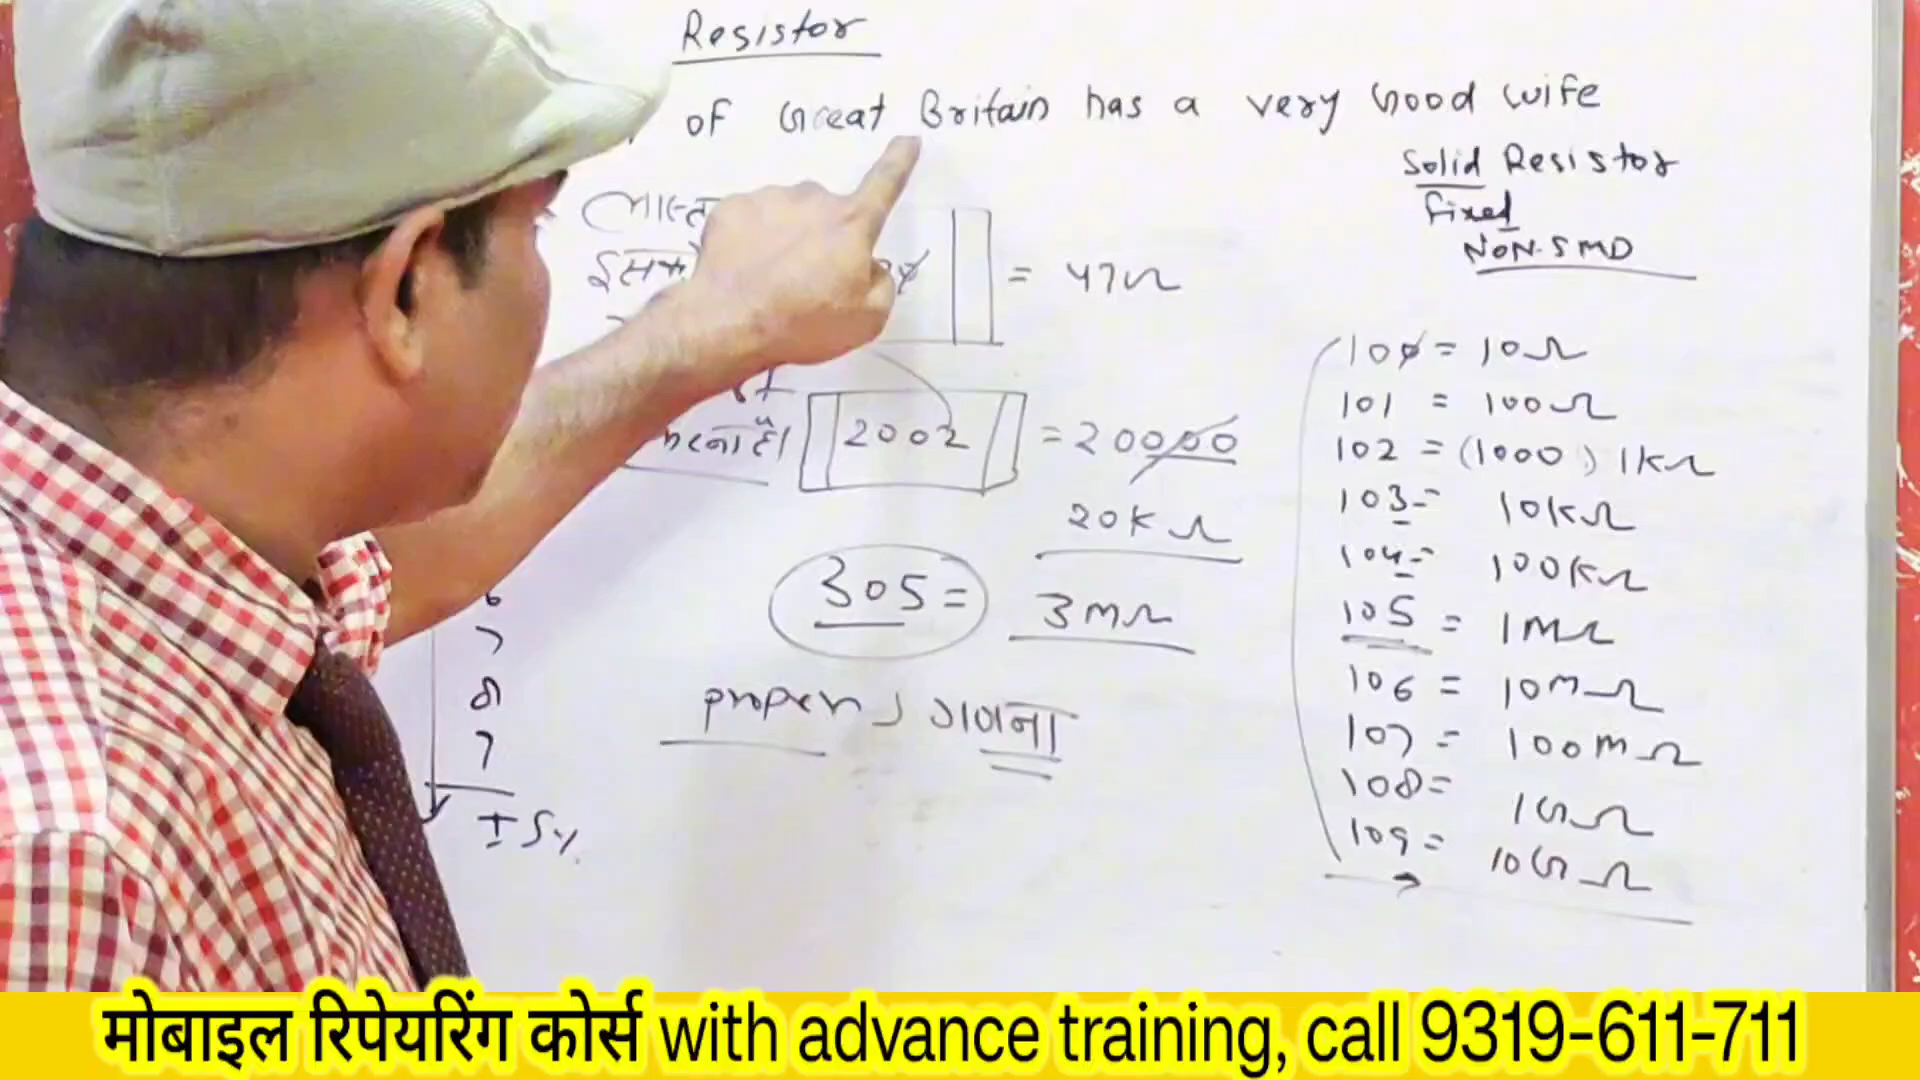 Resistor
of Great Britain has a very Good wife
Solid Resistor
Fixed
NON-SMD
= 47Ω
100 = 10Ω
101 = 100Ω
102 = (1000) 1KΩ
2002 = 20000
103 = 10KΩ
20KΩ
104 = 100KΩ
305 = 3MΩ
105 = 1MΩ
6
7
106 = 10MΩ
8
107 = 100MΩ
7
गणना
108 = 1GΩ
± 5%
109 = 10GΩ
मोबाइल रिपेयरिंग कोर्स with advance training, call 9319-611-711